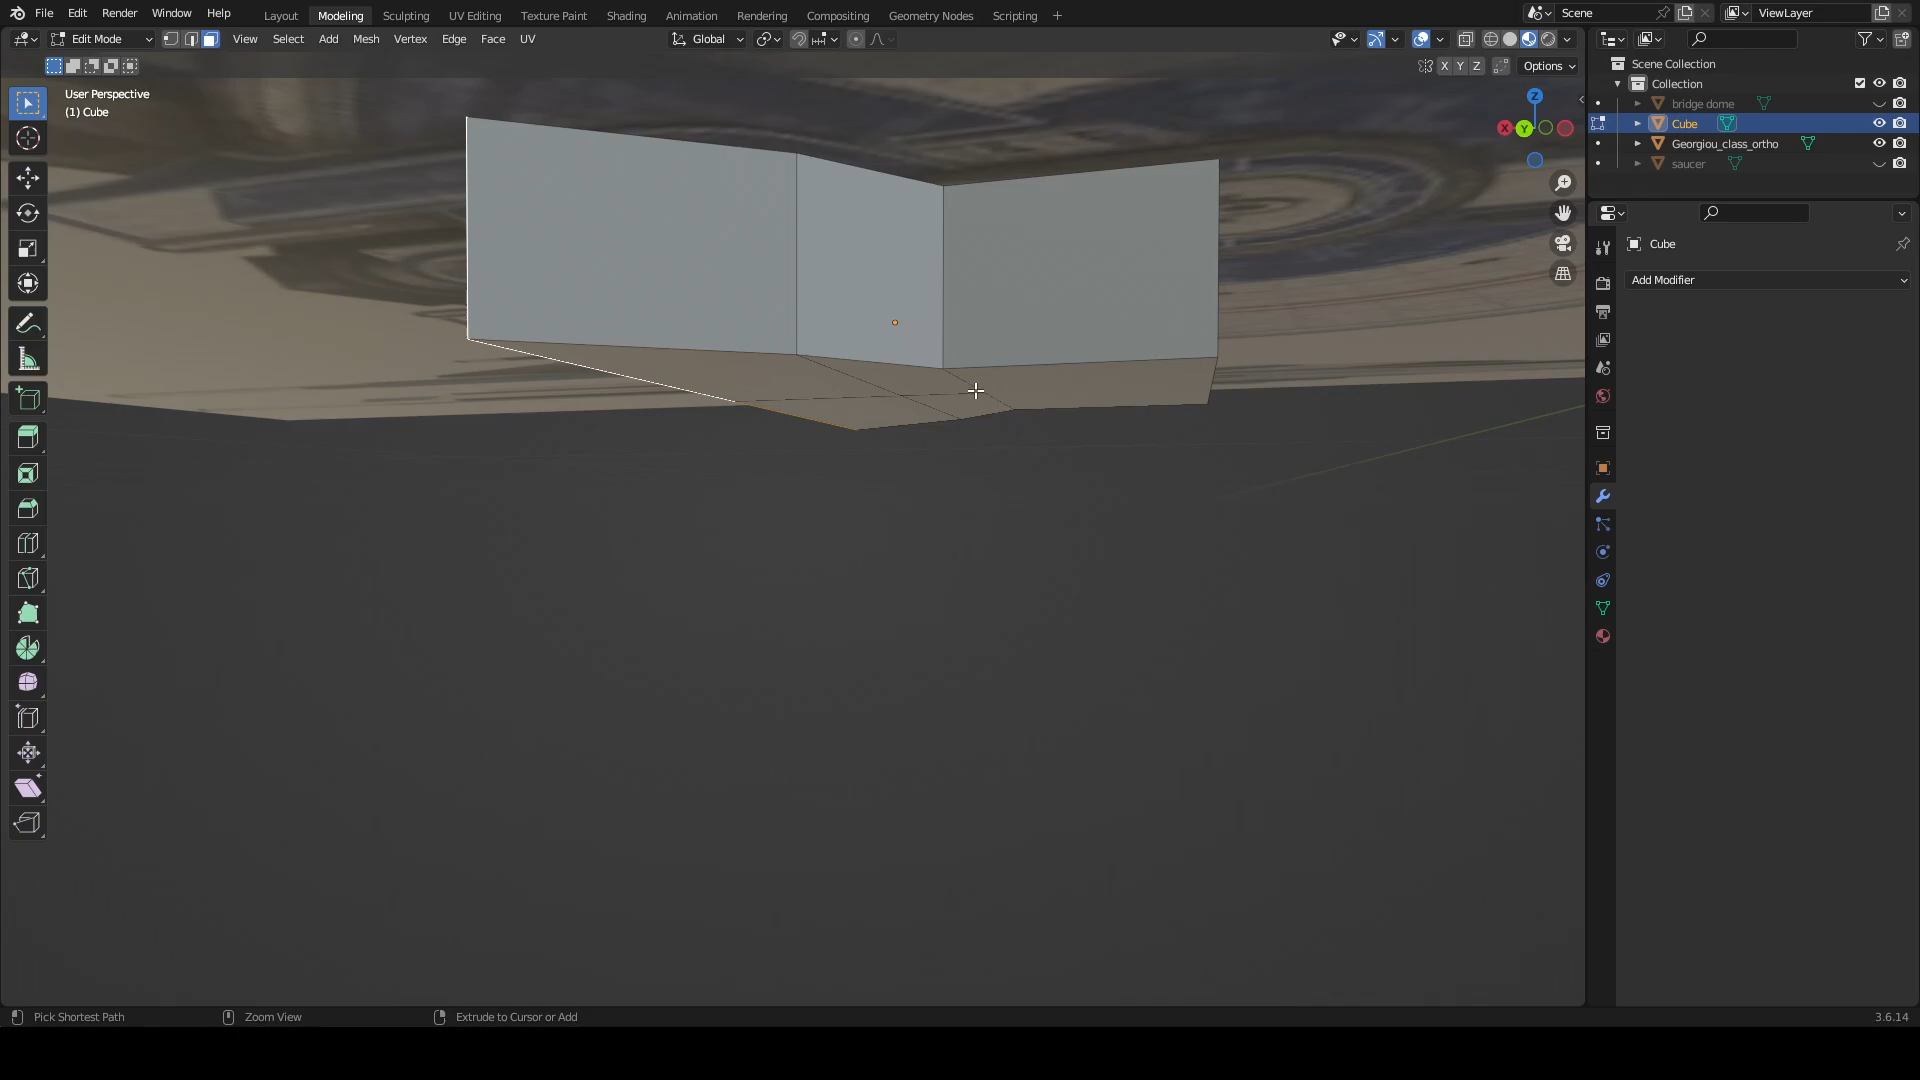 File Edit Render Window Help Layout Modeling Sculpting UV Editing Texture Paint Shading Animation Rendering Compositing Geometry Nodes Scripting + Scene ViewLayer
Edit Mode View Select Add Mesh Vertex Edge Face UV Global
X Y Z Options
User Perspective
(1) Cube
Z
X Y
Scene Collection
Collection
bridge dome
Cube
Georgiou_class_ortho
saucer
Cube
Add Modifier
Pick Shortest Path Zoom View Extrude to Cursor or Add 3.6.14